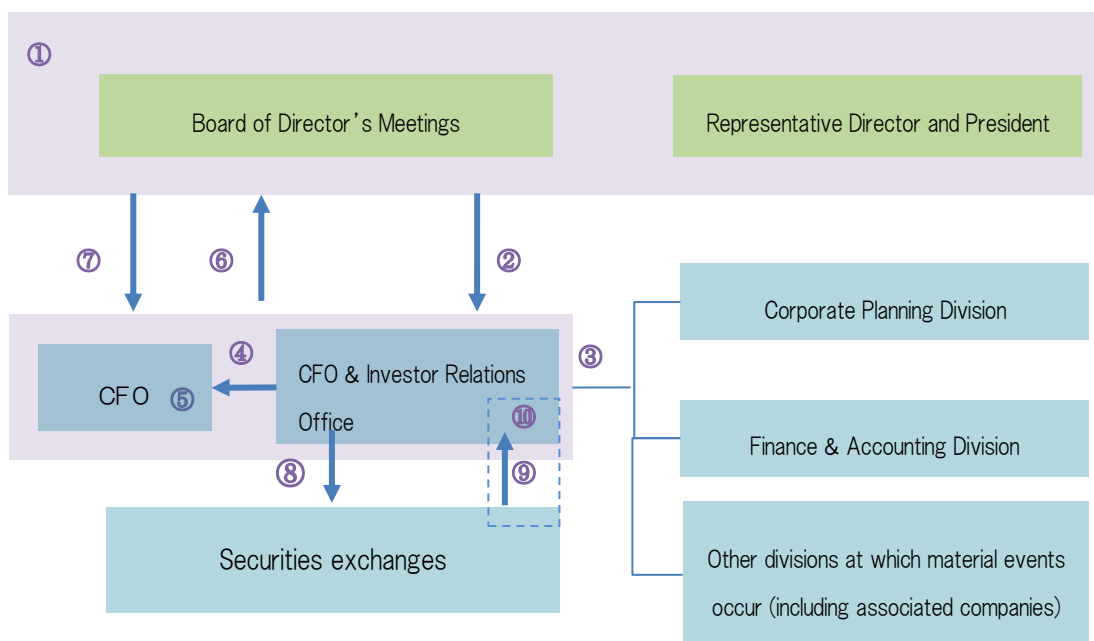 ①
Board of Director’s Meetings
Representative Director and President
⑦
⑥
②
Corporate Planning Division
③
④
CFO & Investor Relations
Office
CFO
⑤
⑩
Finance & Accounting Division
⑧
⑨
Securities exchanges
Other divisions at which material events
occur (including associated companies)